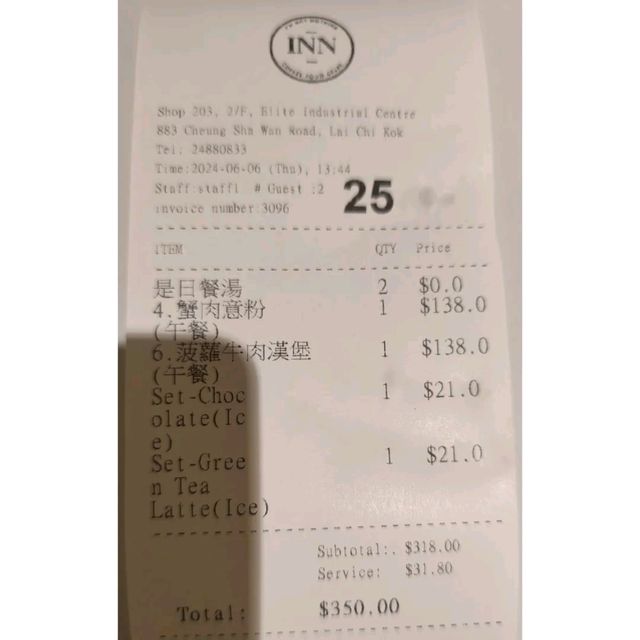 INN
Shop 203, 2/F, Elite Industrial Centre
883 Cheung Sha Wan Road, Lai Chi Kok
Tel: 24880833
Time:2024-06-06 (Thu), 13:44
Staff:staff1 # Guest :2
25
invoice number:3096
ITEM QTY Price
是日餐湯 2 $0.0
4.蟹肉意粉 1 $138.0
(午餐)
6.菠蘿牛肉漢堡 1 $138.0
(午餐)
Set-Choc 1 $21.0
olate(Ic
e)
Set-Gree 1 $21.0
n Tea
Latte(Ice)
Subtotal:. $318.00
Service: $31.80
Total: $350.00